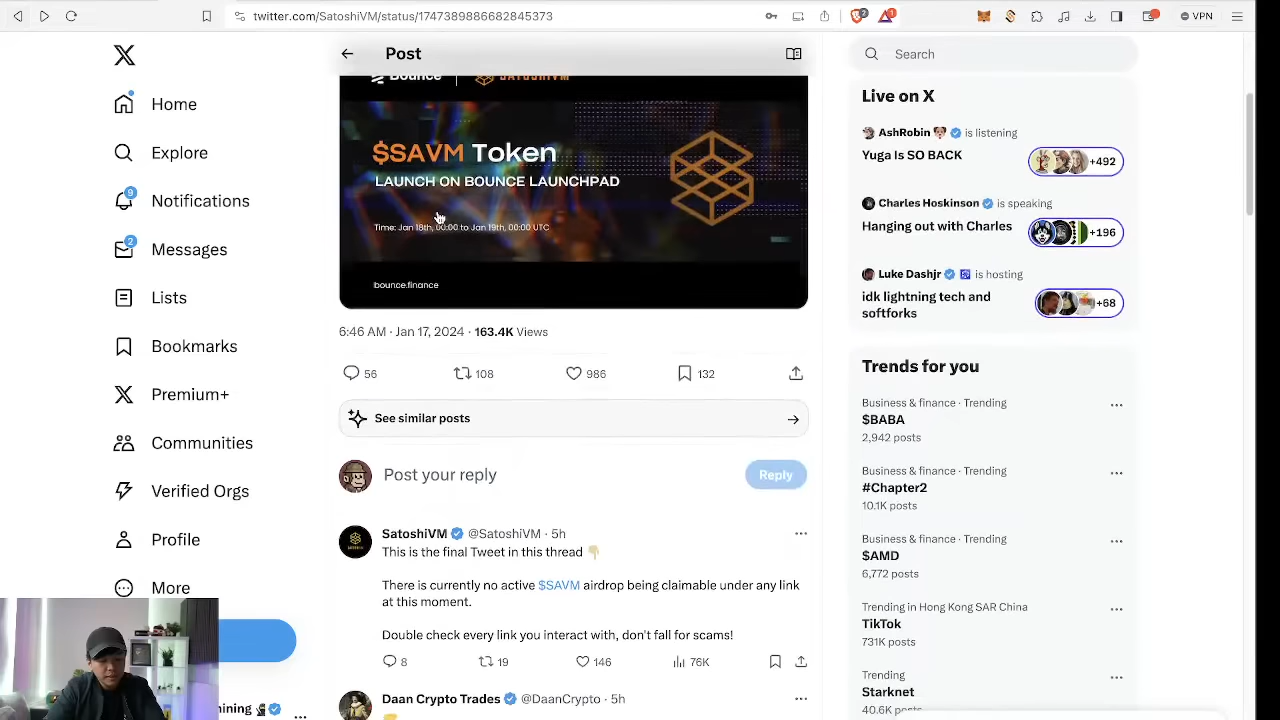 twitter.com/SatoshiVM/status/1747389886682845373
2
1
VPN
Post
Search
Home
Explore
9
Notifications
2
Messages
Lists
Bookmarks
Premium+
Communities
Verified Orgs
Profile
More
Bounce | SATOSHIVM
$SAVM Token
LAUNCH ON BOUNCE LAUNCHPAD
Time: Jan 18th, 00:00 to Jan 19th, 00:00 UTC
bounce.finance
6:46 AM · Jan 17, 2024 · 163.4K Views
56 108 986 132
See similar posts
Post your reply
Reply
SatoshiVM @SatoshiVM · 5h
This is the final Tweet in this thread 👇
There is currently no active $SAVM airdrop being claimable under any link
at this moment.
Double check every link you interact with, don't fall for scams!
8 19 146 76K
Daan Crypto Trades @DaanCrypto · 5h
Live on X
AshRobin is listening
Yuga Is SO BACK
+492
Charles Hoskinson is speaking
Hanging out with Charles
+196
Luke Dashjr is hosting
idk lightning tech and
softforks
+68
Trends for you
Business & finance · Trending
$BABA
2,942 posts
Business & finance · Trending
#Chapter2
10.1K posts
Business & finance · Trending
$AMD
6,772 posts
Trending in Hong Kong SAR China
TikTok
731K posts
Trending
Starknet
40.6K posts